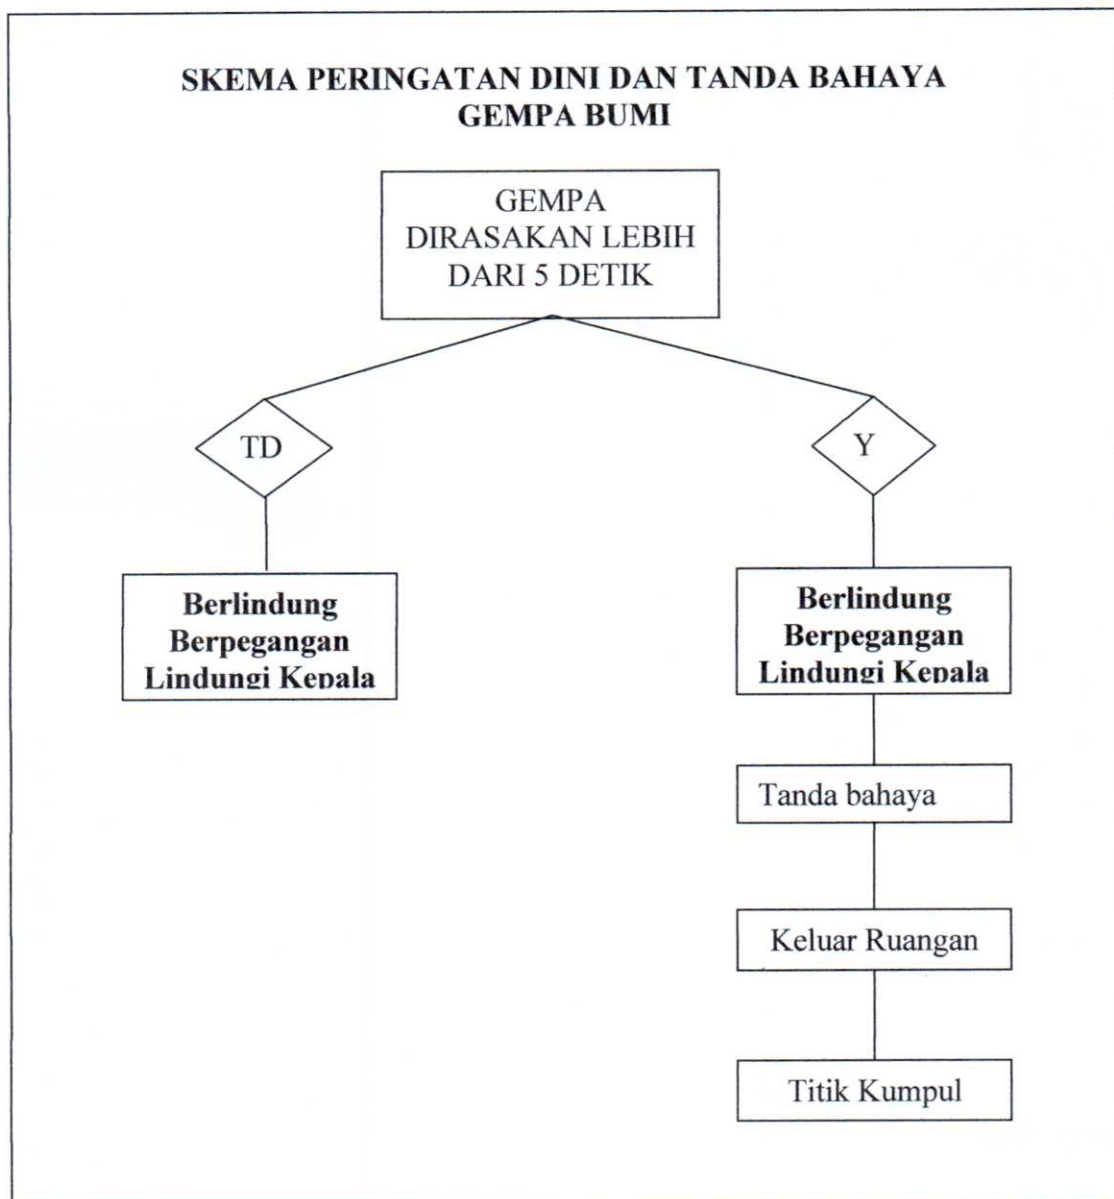 SKEMA PERINGATAN DINI DAN TANDA BAHAYA
GEMPA BUMI
GEMPA
DIRASAKAN LEBIH
DARI 5 DETIK
TD
Y
Berlindung
Berpegangan
Lindungi Kepala
Berlindung
Berpegangan
Lindungi Kepala
Tanda bahaya
Keluar Ruangan
Titik Kumpul